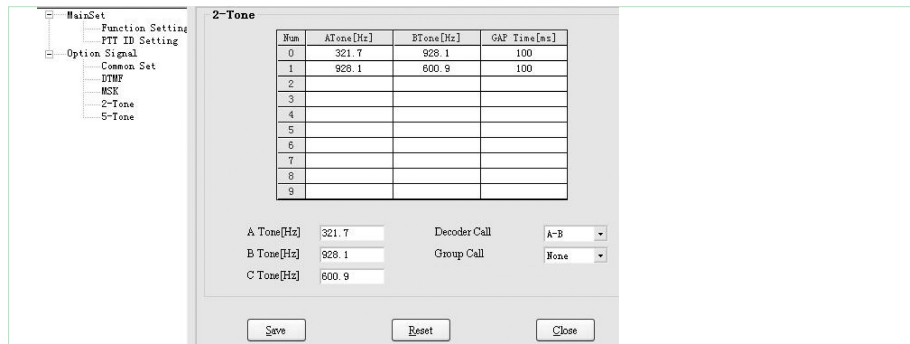 MainSet
Function Setting
PTT ID Setting
Option Signal
Common Set
DTMF
MSK
2-Tone
5-Tone
2-Tone
Num ATone[Hz] BTone[Hz] GAP Time[ms]
0 321.7 928.1 100
1 928.1 600.9 100
2
3
4
5
6
7
8
9
A Tone[Hz] 321.7 Decoder Call A-B
B Tone[Hz] 928.1 Group Call None
C Tone[Hz] 600.9
Save Reset Close